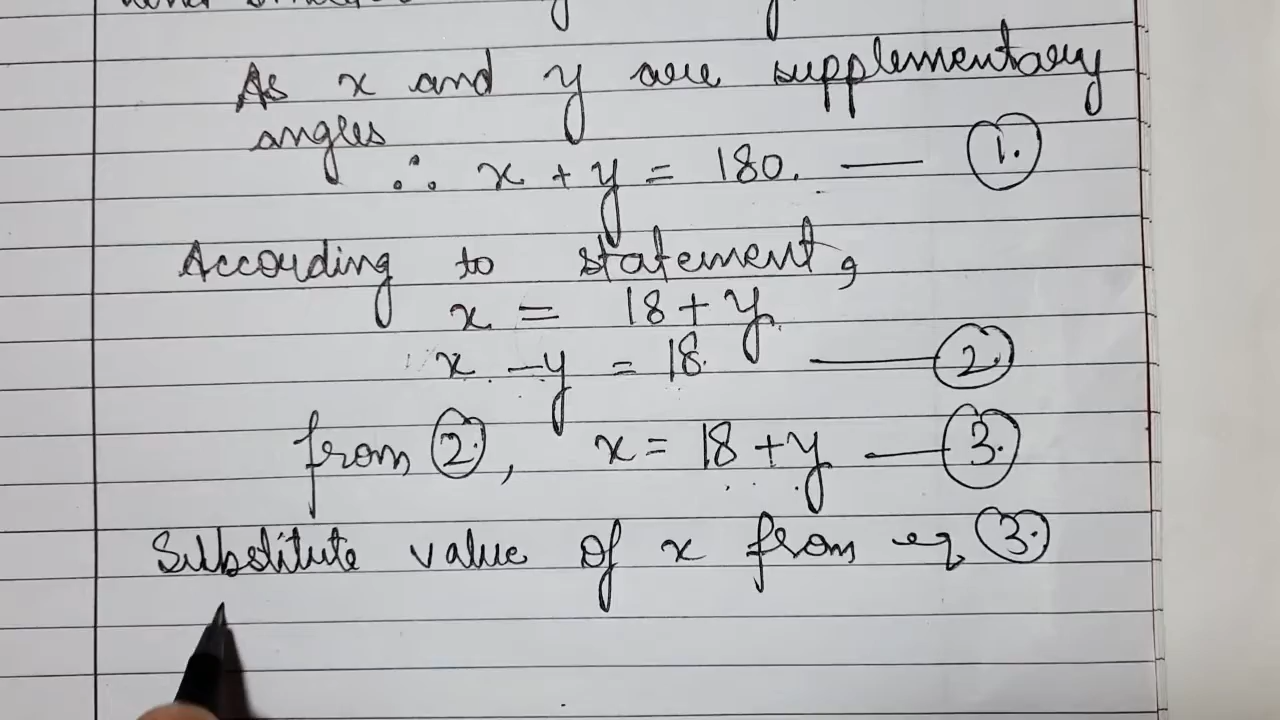 As x and y are supplementary
angles
∴ x + y = 180. — 1.
According to statement,
x = 18 + y
x - y = 18. — 2.
from 2., x = 18 + y — 3.
Substitute value of x from eq 3.